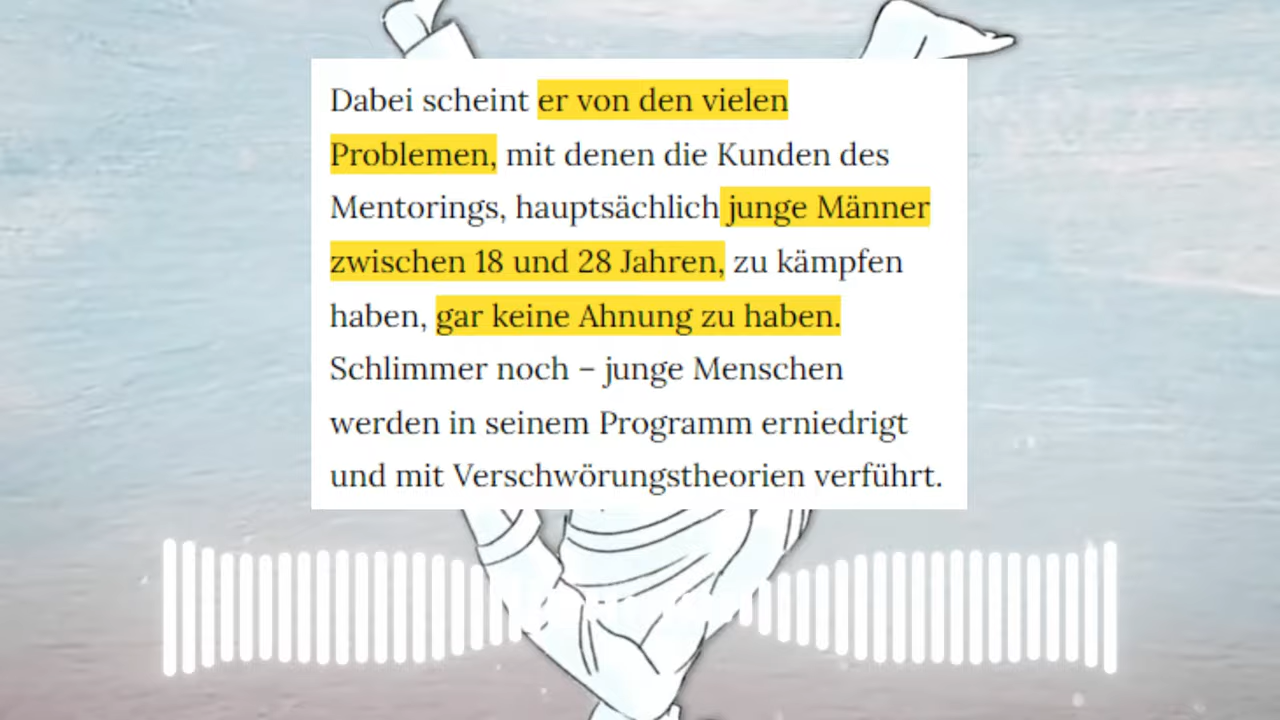 Dabei scheint er von den vielen
Problemen, mit denen die Kunden des
Mentorings, hauptsächlich junge Männer
zwischen 18 und 28 Jahren, zu kämpfen
haben, gar keine Ahnung zu haben.
Schlimmer noch – junge Menschen
werden in seinem Programm erniedrigt
und mit Verschwörungstheorien verführt.